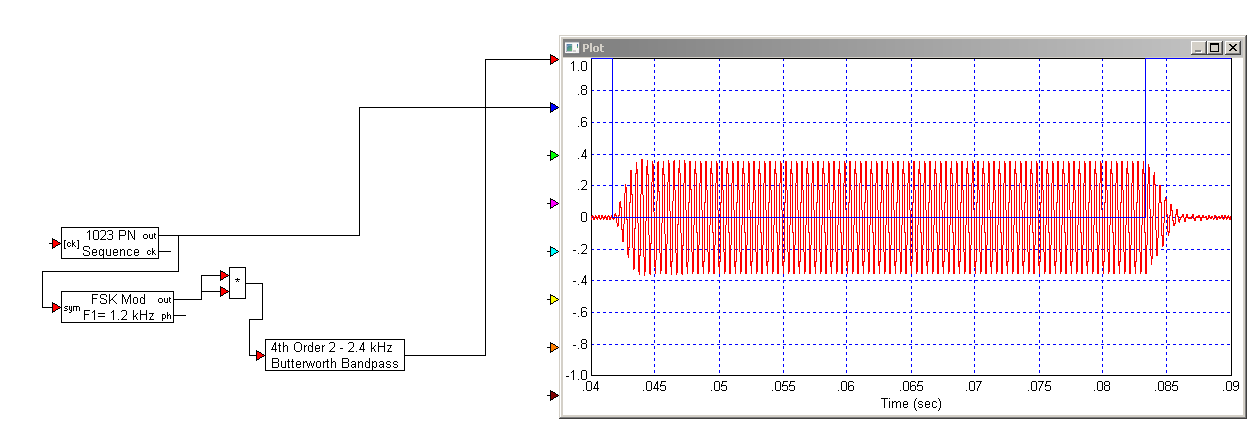 Plot
1023 PN out
[ck]
Sequence ck
FSK Mod out
sym
F1= 1.2 kHz ph
*
4th Order 2 - 2.4 kHz
Butterworth Bandpass
1.0
.8
.6
.4
.2
0
-.2
-.4
-.6
-.8
-1.0
.04 .045 .05 .055 .06 .065 .07 .075 .08 .085 .09
Time (sec)